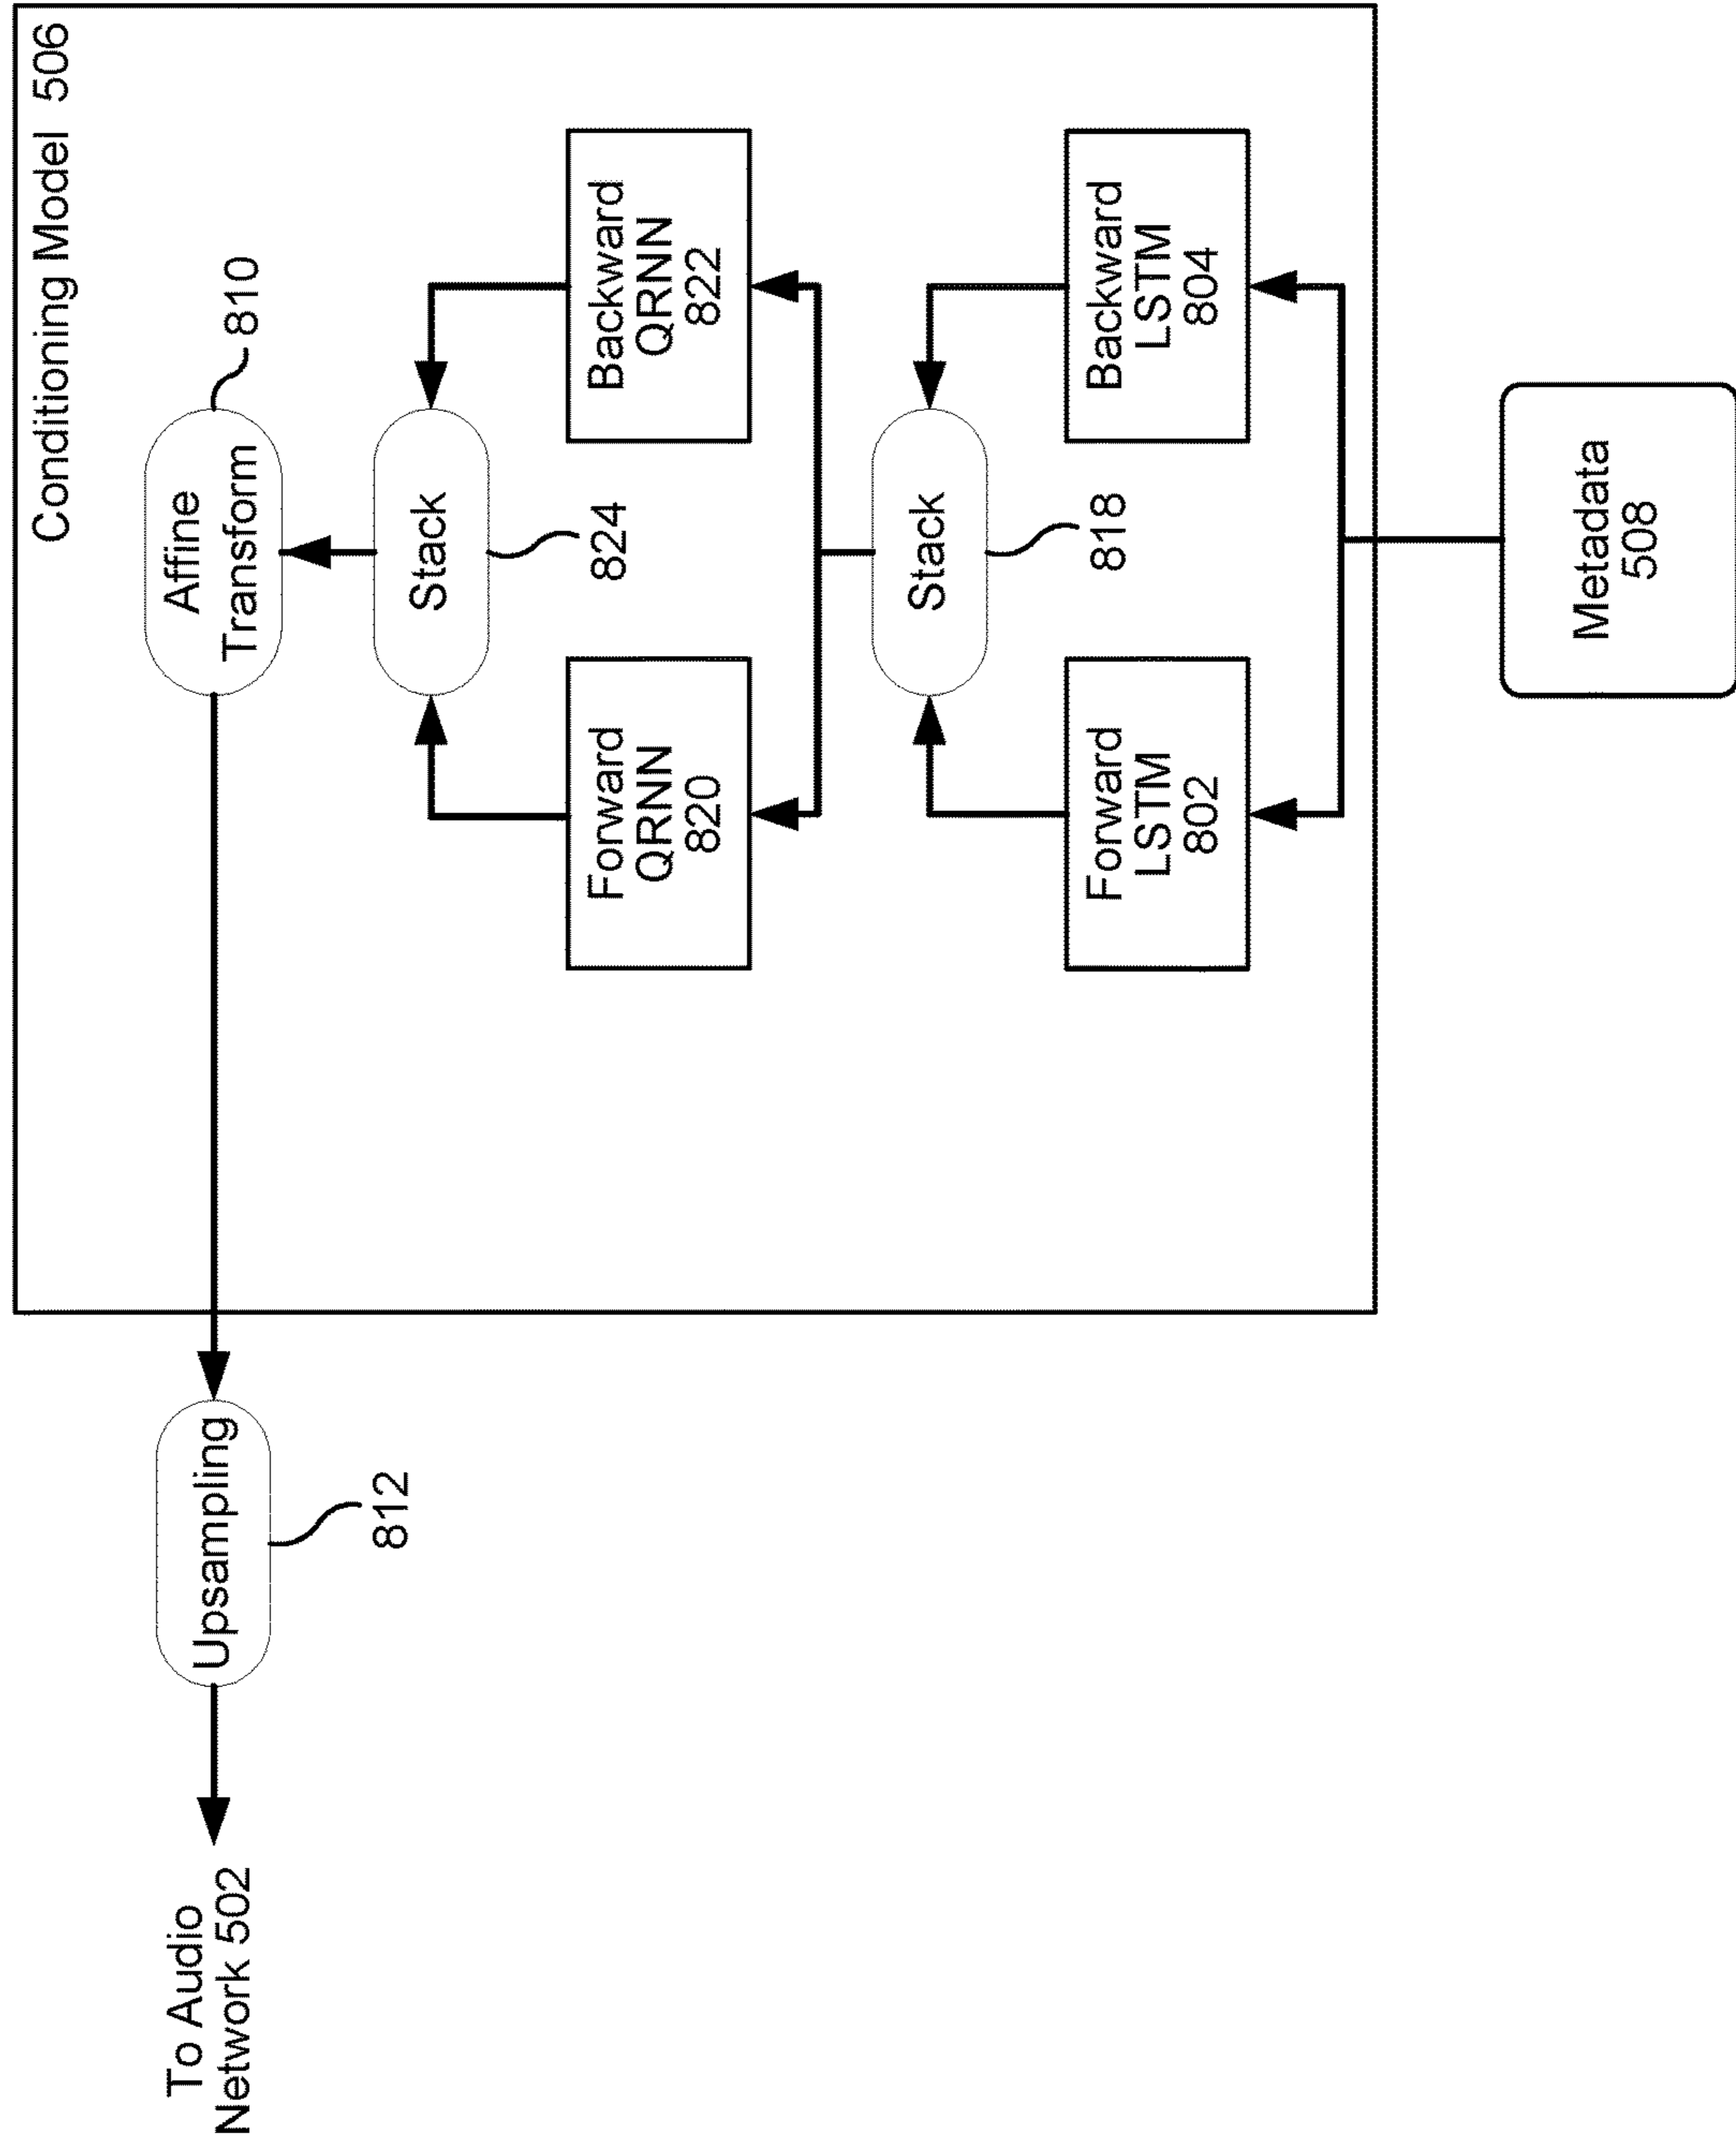 Conditioning Model 506
Affine
Transform
810
Upsampling
812
To Audio
Network 502
Stack
824
Forward
QRNN
820
Backward
QRNN
822
Stack
818
Forward
LSTM
802
Backward
LSTM
804
Metadata
508